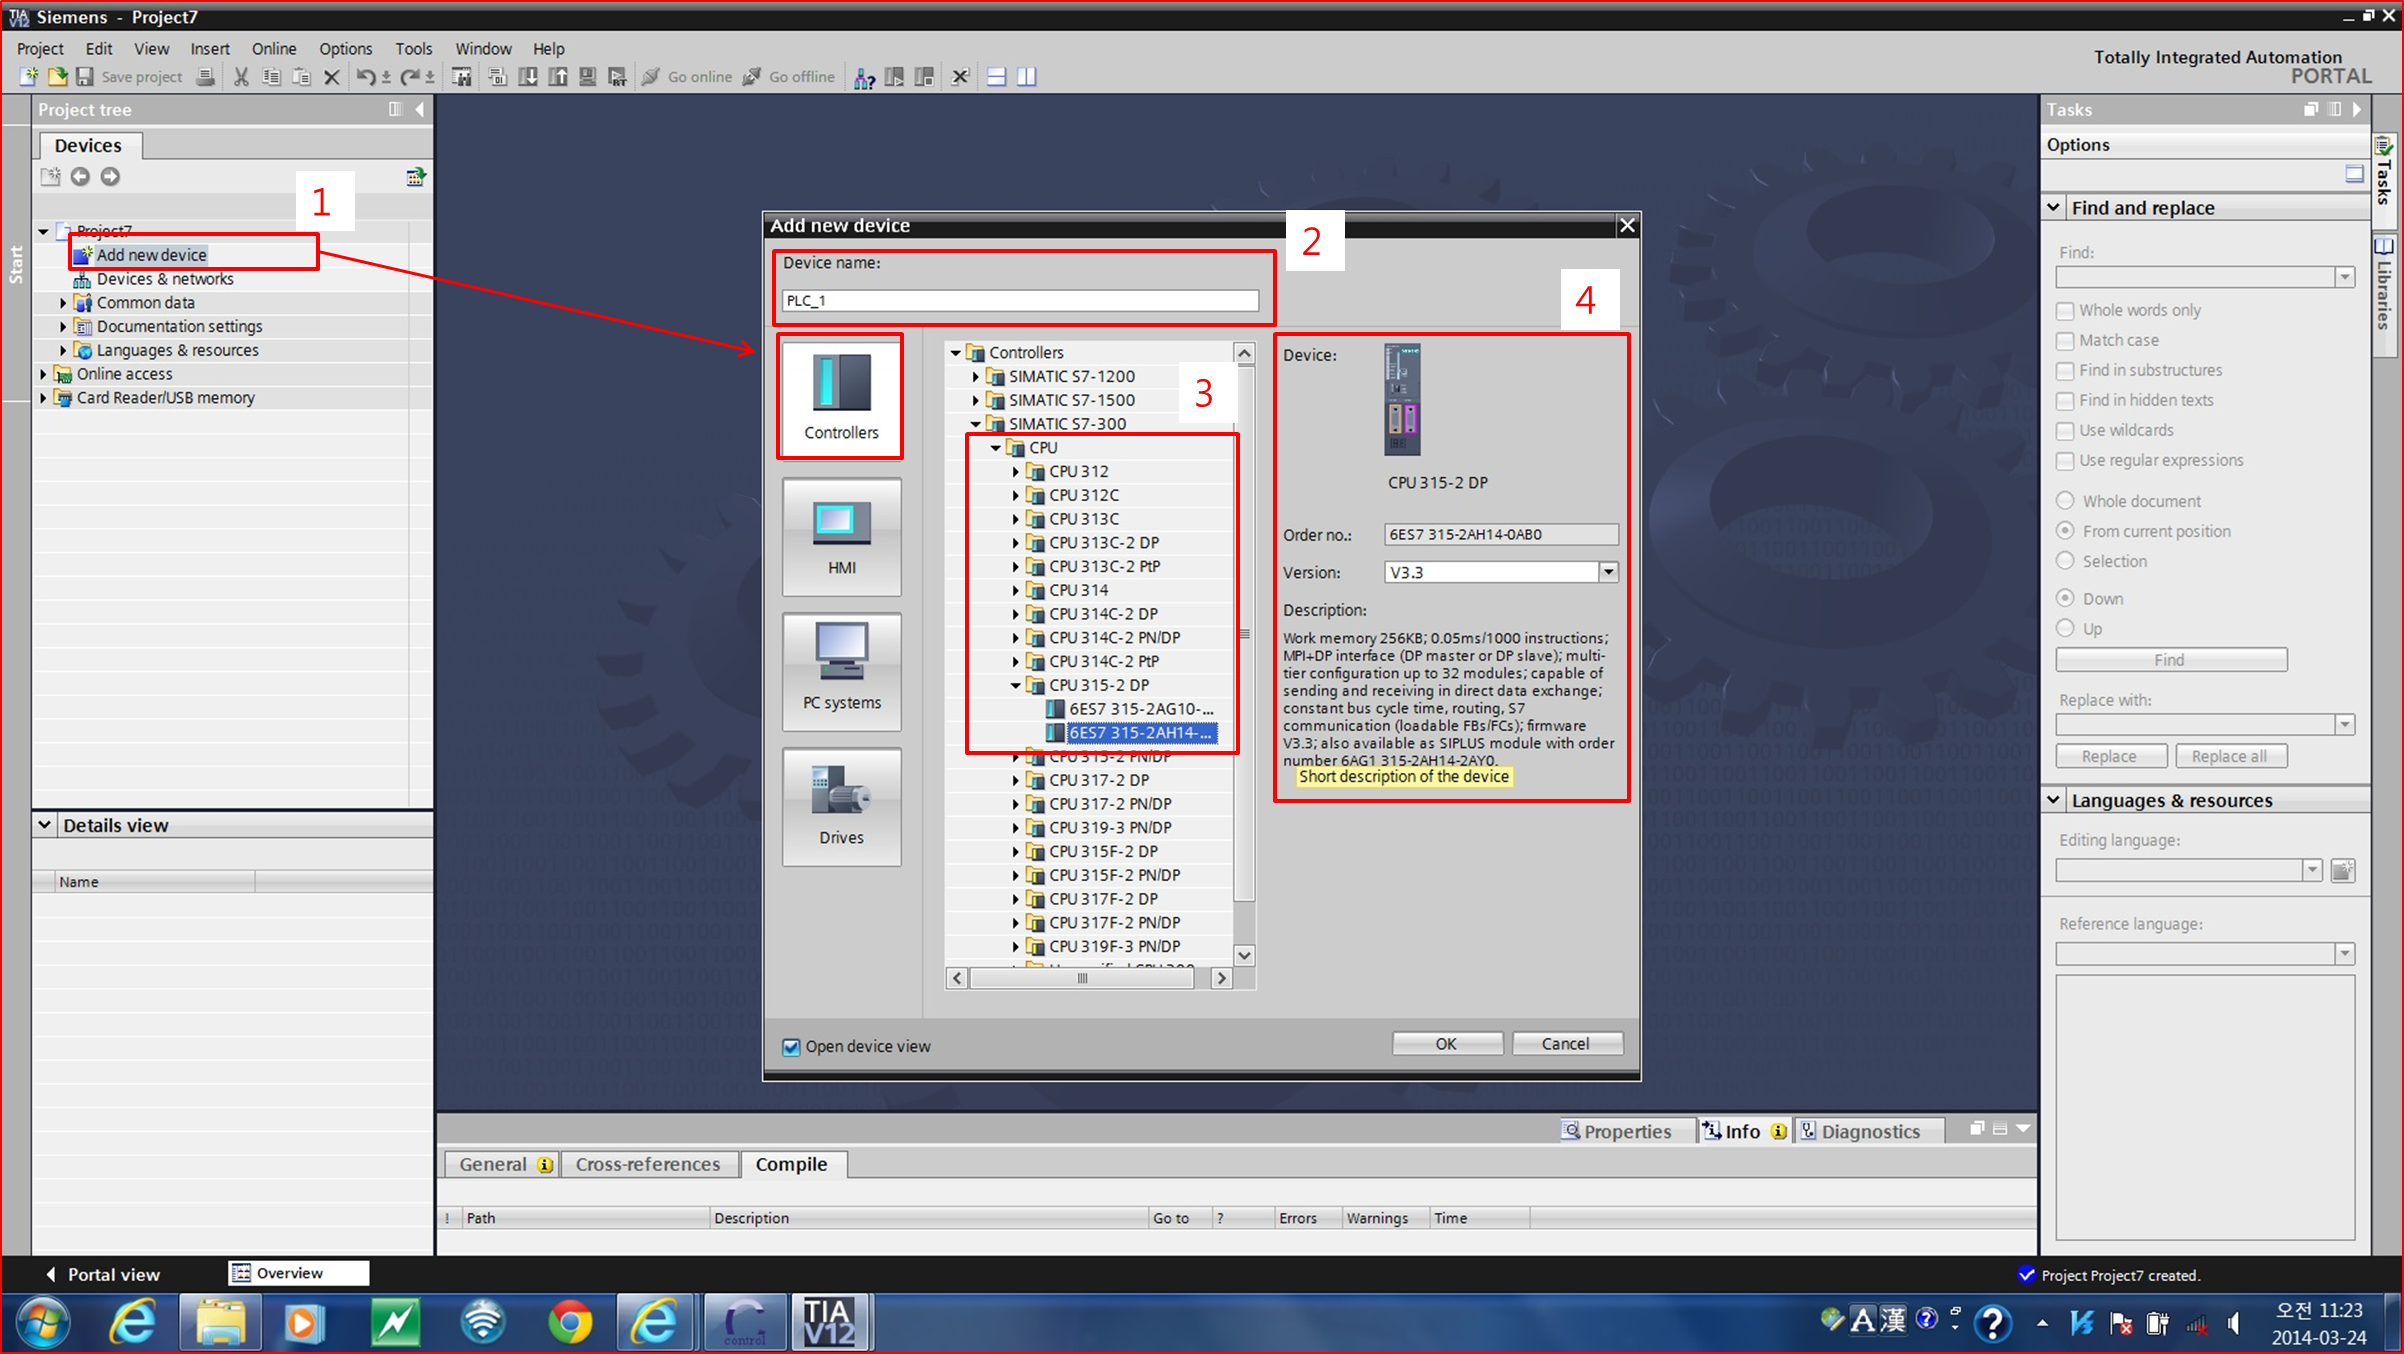 TIA V12 Siemens - Project7
Project Edit View Insert Online Options Tools Window Help
Totally Integrated Automation
PORTAL
Save project Go online Go offline
Project tree
Devices
1
Project7
Add new device
Devices & networks
Common data
Documentation settings
Languages & resources
Online access
Card Reader/USB memory
Start
Details view
Name
Add new device
2
Device name:
PLC_1
Controllers
HMI
PC systems
Drives
Controllers
SIMATIC S7-1200
SIMATIC S7-1500
SIMATIC S7-300
3
CPU
CPU 312
CPU 312C
CPU 313C
CPU 313C-2 DP
CPU 313C-2 PtP
CPU 314
CPU 314C-2 DP
CPU 314C-2 PN/DP
CPU 314C-2 PtP
CPU 315-2 DP
6ES7 315-2AG10-...
6ES7 315-2AH14-...
CPU 315-2 PN/DP
CPU 317-2 DP
CPU 317-2 PN/DP
CPU 319-3 PN/DP
CPU 315F-2 DP
CPU 315F-2 PN/DP
CPU 317F-2 DP
CPU 317F-2 PN/DP
CPU 319F-3 PN/DP
4
Device:
CPU 315-2 DP
Order no.: 6ES7 315-2AH14-0AB0
Version: V3.3
Description:
Work memory 256KB; 0.05ms/1000 instructions;
MPI+DP interface (DP master or DP slave); multi-
tier configuration up to 32 modules; capable of
sending and receiving in direct data exchange;
constant bus cycle time, routing, S7
communication (loadable FBs/FCs); firmware
V3.3; also available as SIPLUS module with order
number 6AG1 315-2AH14-2AY0.
Short description of the device
Open device view
OK Cancel
Properties Info Diagnostics
General Cross-references Compile
! Path Description Go to ? Errors Warnings Time
Tasks
Options
Find and replace
Find:
Whole words only
Match case
Find in substructures
Find in hidden texts
Use wildcards
Use regular expressions
Whole document
From current position
Selection
Down
Up
Find
Replace with:
Replace Replace all
Languages & resources
Editing language:
Reference language:
Tasks
Libraries
Portal view Overview
Project Project7 created.
control
TIA
V12
A 漢
오전 11:23
2014-03-24